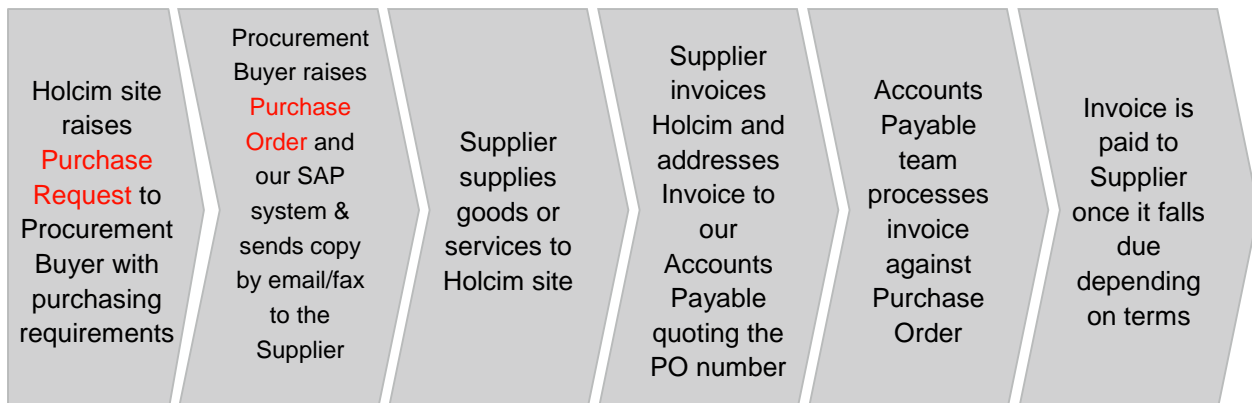 Holcim site
raises
Purchase
Request to
Procurement
Buyer with
purchasing
requirements
Procurement
Buyer raises
Purchase
Order and
our SAP
system &
sends copy
by email/fax
to the
Supplier
Supplier
supplies
goods or
services to
Holcim site
Supplier
invoices
Holcim and
addresses
Invoice to
our
Accounts
Payable
quoting the
PO number
Accounts
Payable
team
processes
invoice
against
Purchase
Order
Invoice is
paid to
Supplier
once it falls
due
depending
on terms